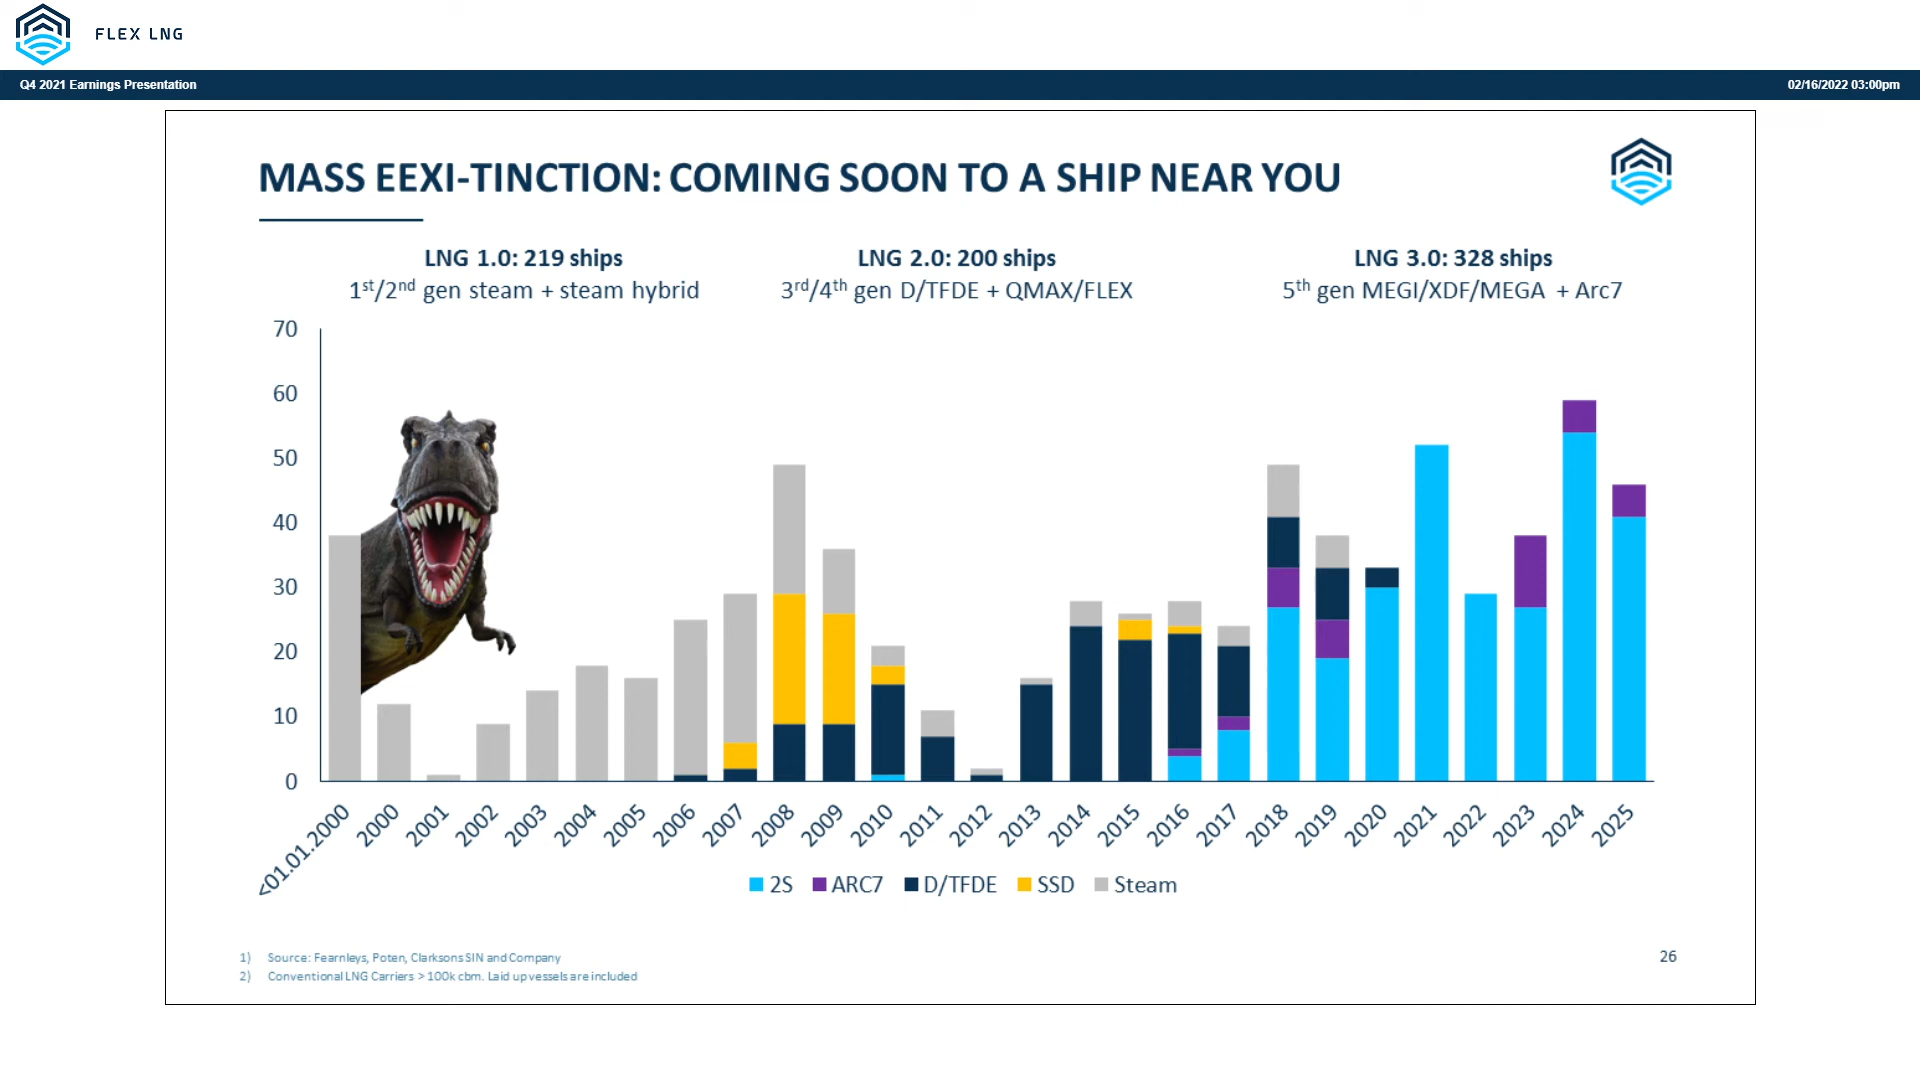 FLEX LNG
Q4 2021 Earnings Presentation 02/16/2022 03:00pm
MASS EEXI-TINCTION: COMING SOON TO A SHIP NEAR YOU
LNG 1.0: 219 ships
1st/2nd gen steam + steam hybrid
LNG 2.0: 200 ships
3rd/4th gen D/TFDE + QMAX/FLEX
LNG 3.0: 328 ships
5th gen MEGI/XDF/MEGA + Arc7
70
60
50
40
30
20
10
0
<01.01.2000 2000 2001 2002 2003 2004 2005 2006 2007 2008 2009 2010 2011 2012 2013 2014 2015 2016 2017 2018 2019 2020 2021 2022 2023 2024 2025
2S ARC7 D/TFDE SSD Steam
1) Source: Fearnleys, Poten, Clarksons SIN and Company
2) Conventional LNG Carriers > 100k cbm. Laid up vessels are included
26